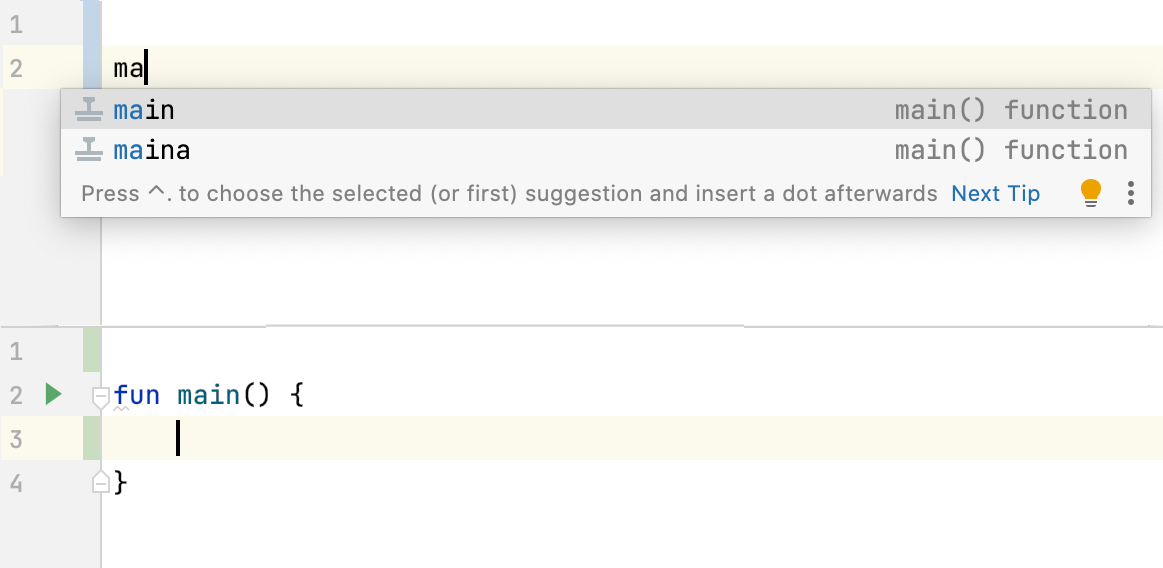 1
2 ma
main main() function
maina main() function
Press ^. to choose the selected (or first) suggestion and insert a dot afterwards Next Tip
1
2 fun main() {
3
4 }